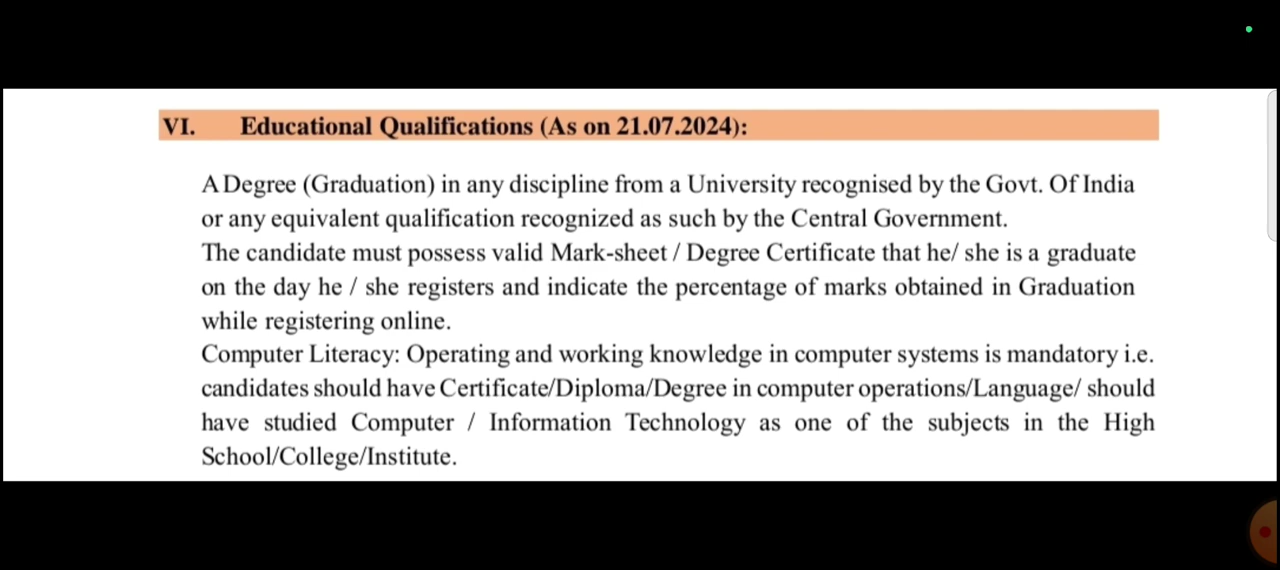 VI. Educational Qualifications (As on 21.07.2024):
A Degree (Graduation) in any discipline from a University recognised by the Govt. Of India
or any equivalent qualification recognized as such by the Central Government.
The candidate must possess valid Mark-sheet / Degree Certificate that he/ she is a graduate
on the day he / she registers and indicate the percentage of marks obtained in Graduation
while registering online.
Computer Literacy: Operating and working knowledge in computer systems is mandatory i.e.
candidates should have Certificate/Diploma/Degree in computer operations/Language/ should
have studied Computer / Information Technology as one of the subjects in the High
School/College/Institute.